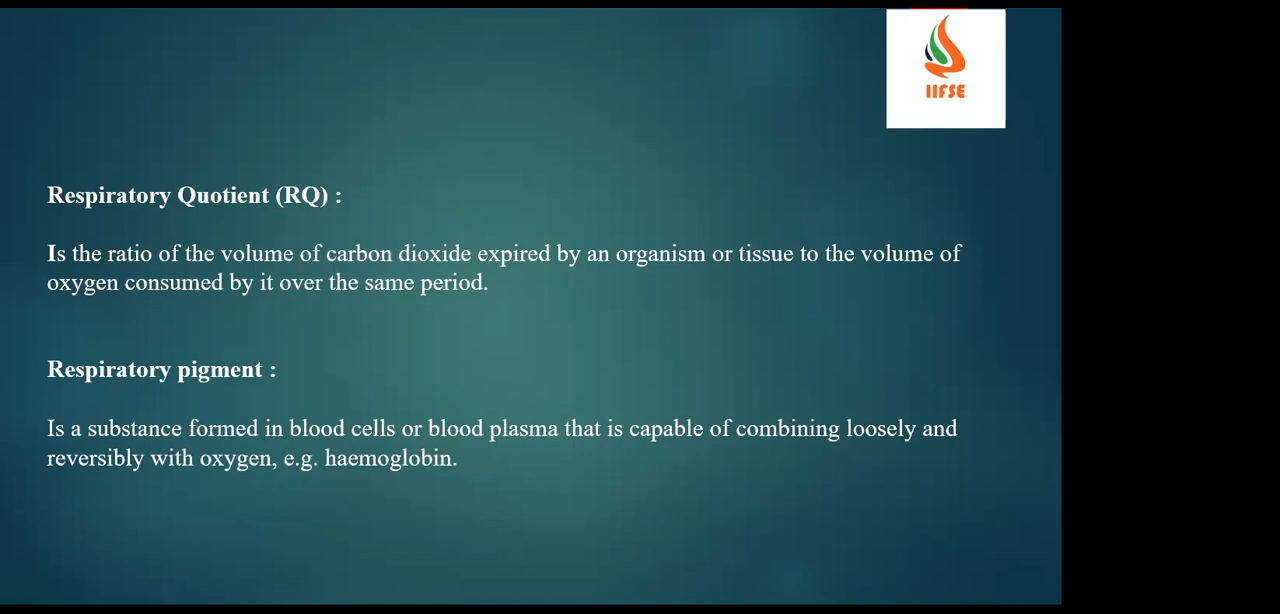 IIFSE
Respiratory Quotient (RQ) :
Is the ratio of the volume of carbon dioxide expired by an organism or tissue to the volume of
oxygen consumed by it over the same period.
Respiratory pigment :
Is a substance formed in blood cells or blood plasma that is capable of combining loosely and
reversibly with oxygen, e.g. haemoglobin.